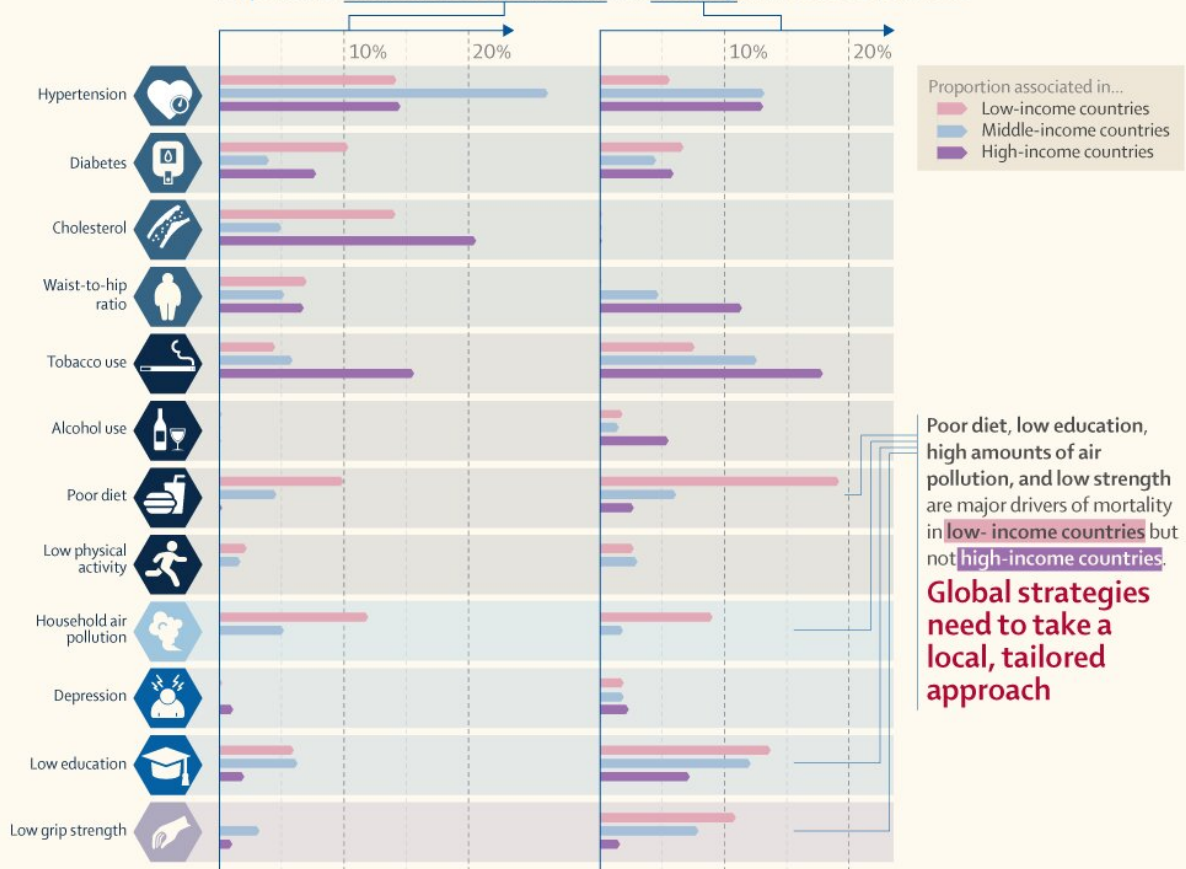 10%
20%
10%
20%
Hypertension
Diabetes
Cholesterol
Waist-to-hip
ratio
Tobacco use
Alcohol use
Poor diet
Low physical
activity
Household air
pollution
Depression
Low education
Low grip strength
Proportion associated in...
Low-income countries
Middle-income countries
High-income countries
Poor diet, low education,
high amounts of air
pollution, and low strength
are major drivers of mortality
in low- income countries but
not high-income countries.
Global strategies
need to take a
local, tailored
approach